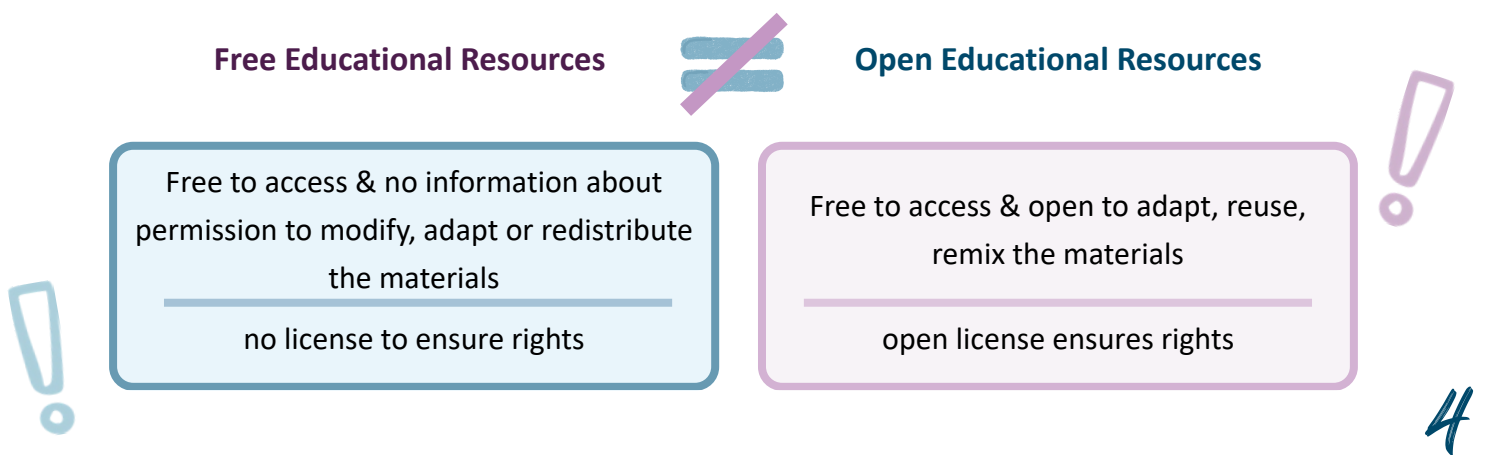 Free Educational Resources
Open Educational Resources
Free to access & no information about
permission to modify, adapt or redistribute
the materials
no license to ensure rights
Free to access & open to adapt, reuse,
remix the materials
open license ensures rights
4